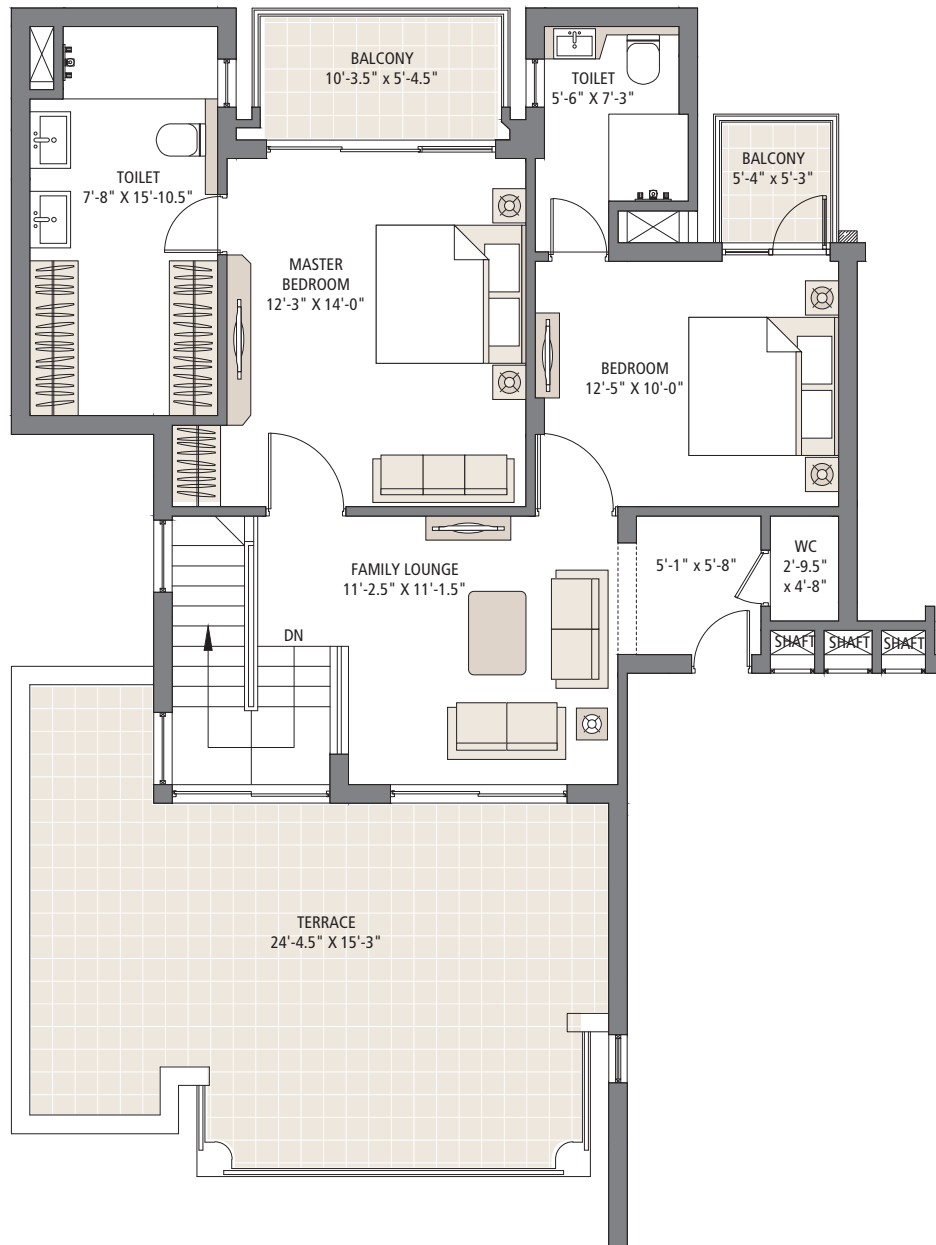 BALCONY
10'-3.5" x 5'-4.5"
TOILET
5'-6" X 7'-3"
BALCONY
5'-4" x 5'-3"
TOILET
7'-8" X 15'-10.5"
MASTER
BEDROOM
12'-3" X 14'-0"
BEDROOM
12'-5" X 10'-0"
FAMILY LOUNGE
11'-2.5" X 11'-1.5"
5'-1" x 5'-8"
WC
2'-9.5"
x 4'-8"
DN
SHAFT
SHAFT
SHAFT
TERRACE
24'-4.5" X 15'-3"